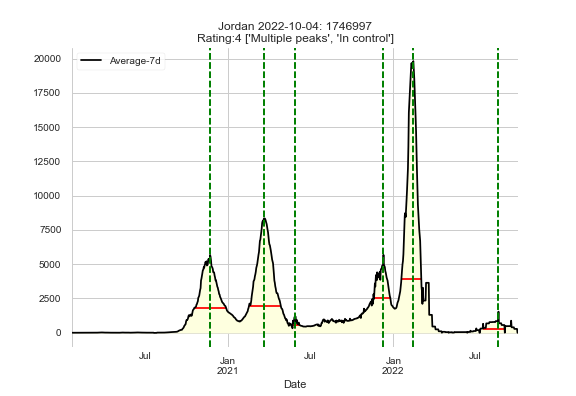 Jordan 2022-10-04: 1746997
Rating:4 ['Multiple peaks', 'In control']
Average-7d
20000
17500
15000
12500
10000
7500
5000
2500
0
Jul
Jan
2021
Jul
Jan
2022
Jul
Date